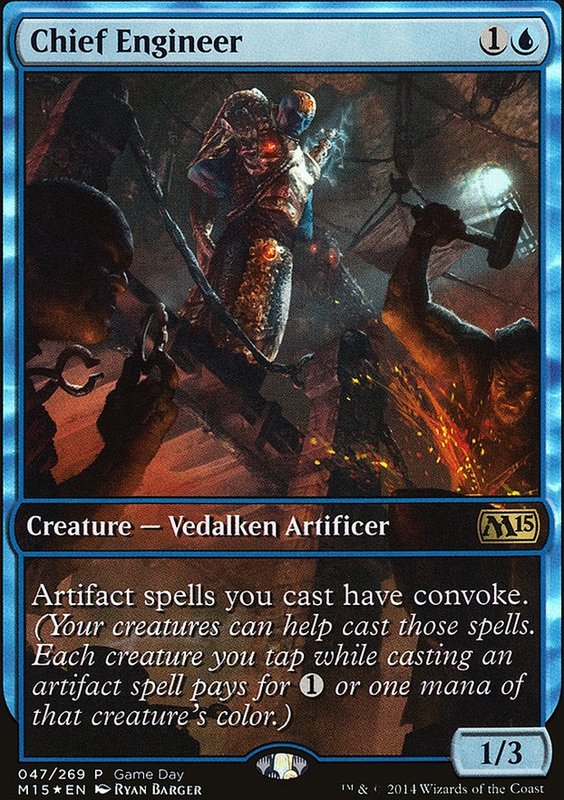 Chief Engineer 1
Creature — Vedalken Artificer M15
Artifact spells you cast have convoke.
(Your creatures can help cast those spells.
Each creature you tap while casting an
artifact spell pays for 1 or one mana of
that creature's color.)
1/3
047/269 P Game Day
M15★EN Ryan Barger ™ & © 2014 Wizards of the Coast